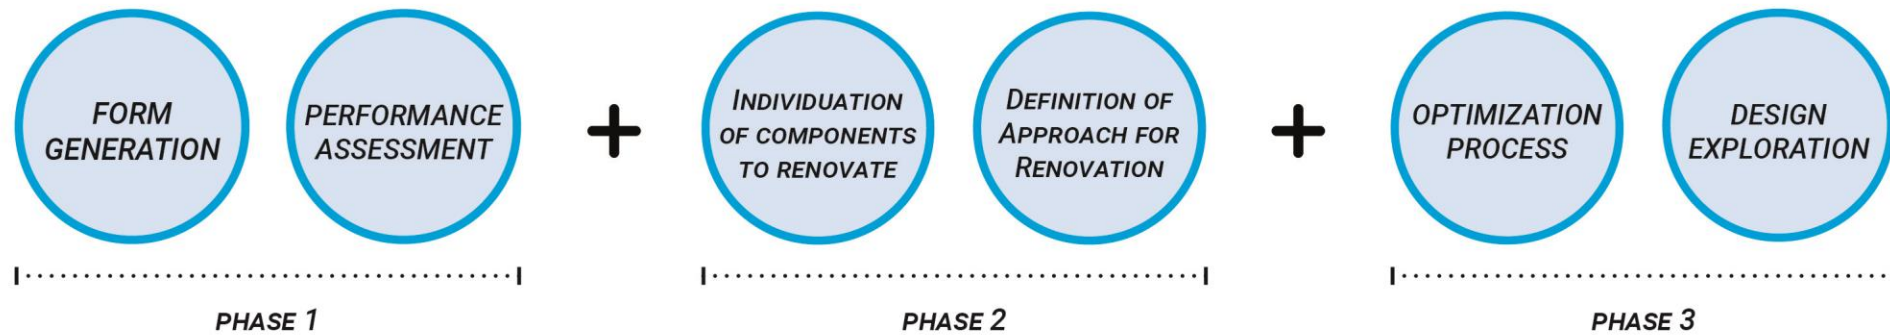 FORM
GENERATION
PERFORMANCE
ASSESSMENT
+
INDIVIDUATION
OF COMPONENTS
TO RENOVATE
DEFINITION OF
APPROACH FOR
RENOVATION
+
OPTIMIZATION
PROCESS
DESIGN
EXPLORATION
PHASE 1
PHASE 2
PHASE 3